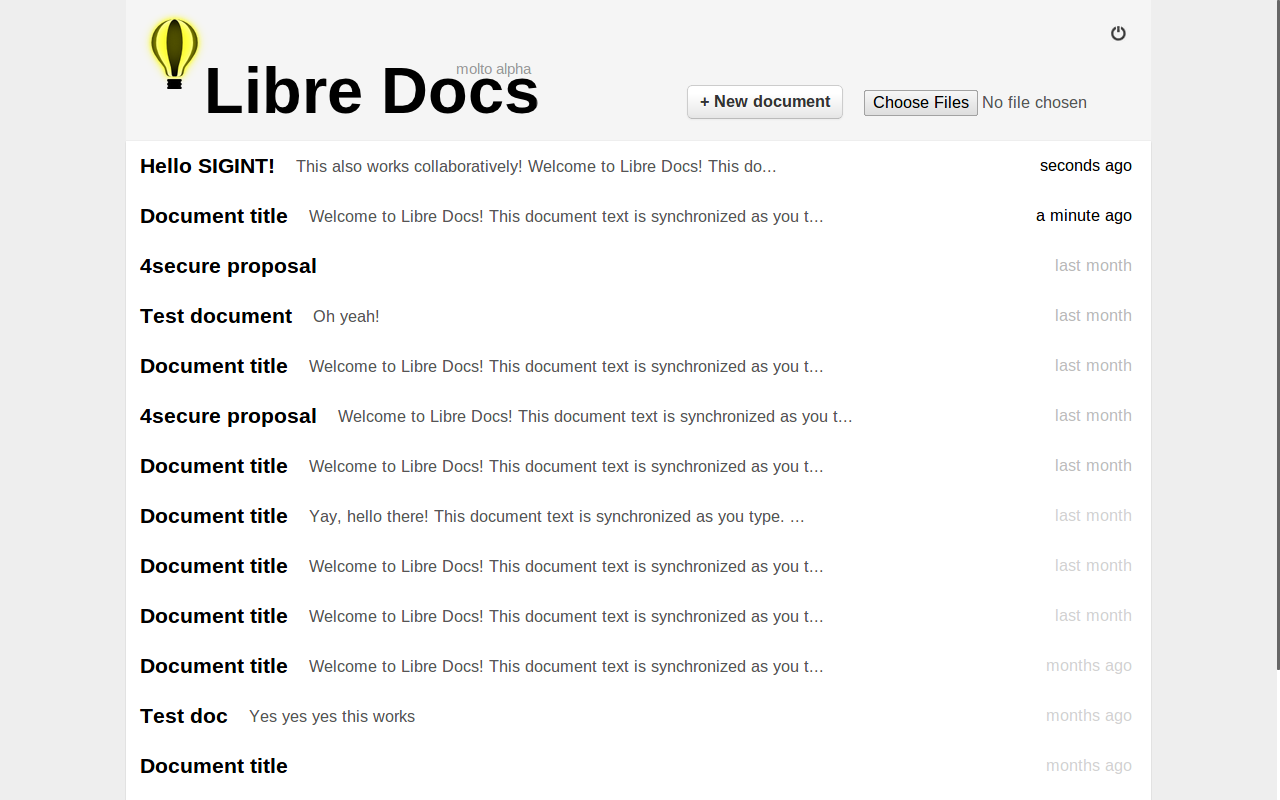 molto alpha
Libre Docs
+ New document Choose Files No file chosen
Hello SIGINT! This also works collaboratively! Welcome to Libre Docs! This do... seconds ago
Document title Welcome to Libre Docs! This document text is synchronized as you t... a minute ago
4secure proposal last month
Test document Oh yeah! last month
Document title Welcome to Libre Docs! This document text is synchronized as you t... last month
4secure proposal Welcome to Libre Docs! This document text is synchronized as you t... last month
Document title Welcome to Libre Docs! This document text is synchronized as you t... last month
Document title Yay, hello there! This document text is synchronized as you type. ... last month
Document title Welcome to Libre Docs! This document text is synchronized as you t... last month
Document title Welcome to Libre Docs! This document text is synchronized as you t... last month
Document title Welcome to Libre Docs! This document text is synchronized as you t... months ago
Test doc Yes yes yes this works months ago
Document title months ago